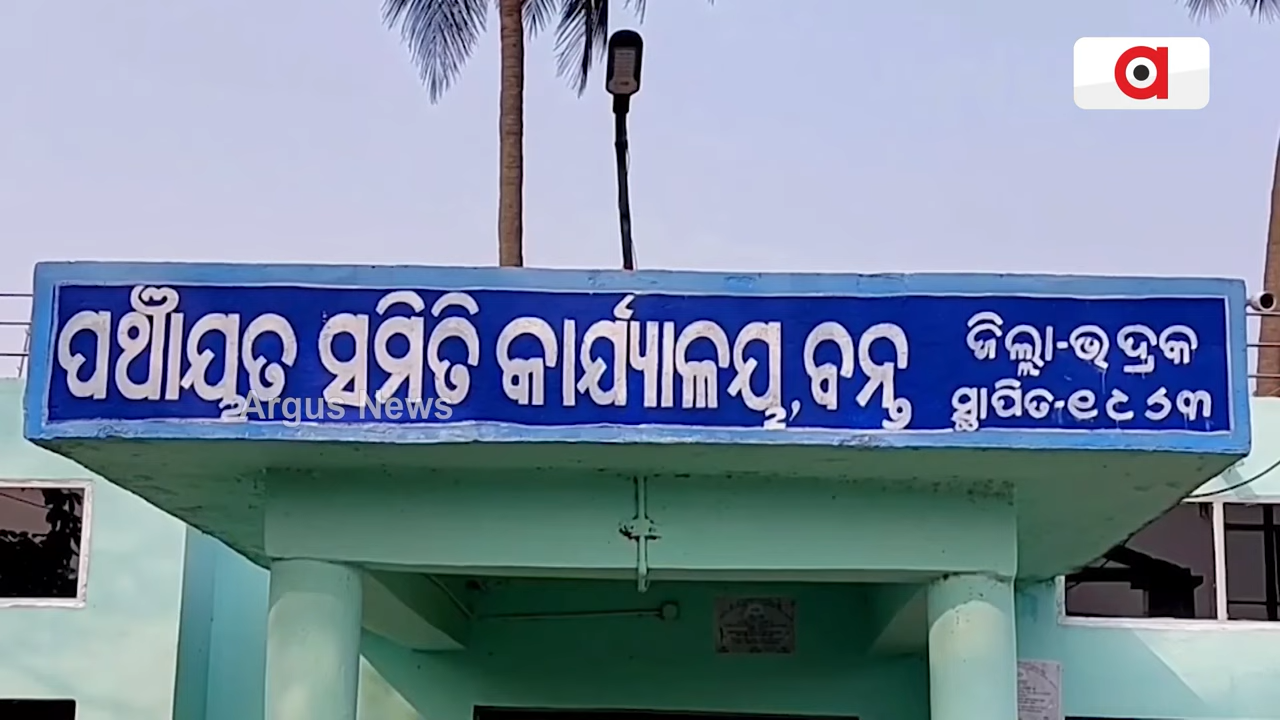 ପଞ୍ଚାୟତ ସମିତି କାର୍ଯ୍ୟାଳୟ, ବନ୍ତ
ଜିଲ୍ଲା-ଭଦ୍ରକ
ସ୍ଥାପିତ-୧୯୬୩
Argus News